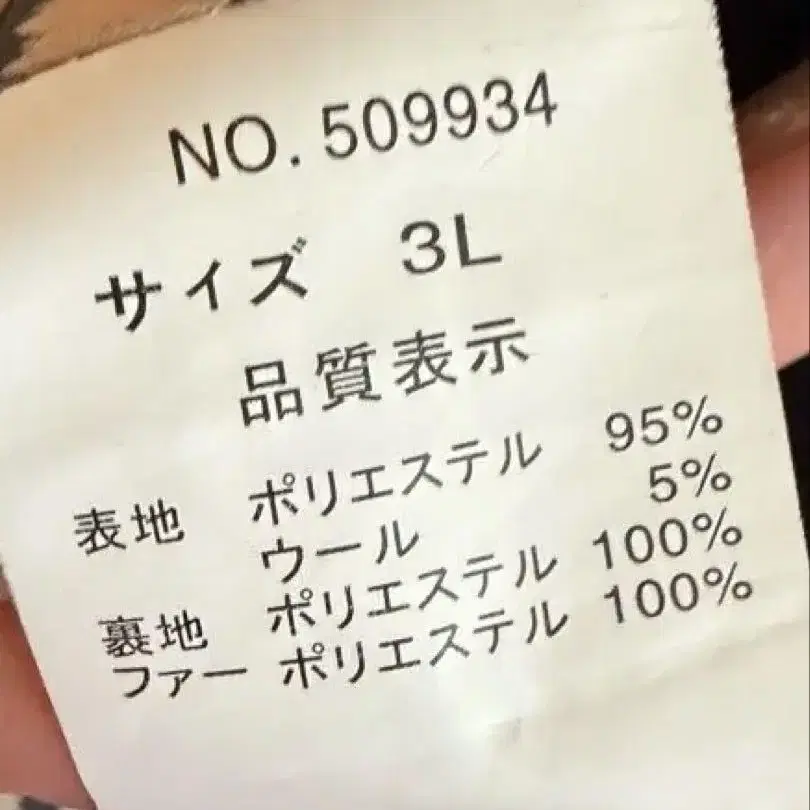 NO. 509934
サイズ 3L
品質表示
表地 ポリエステル 95%
ウール 5%
裏地 ポリエステル 100%
ファー ポリエステル 100%